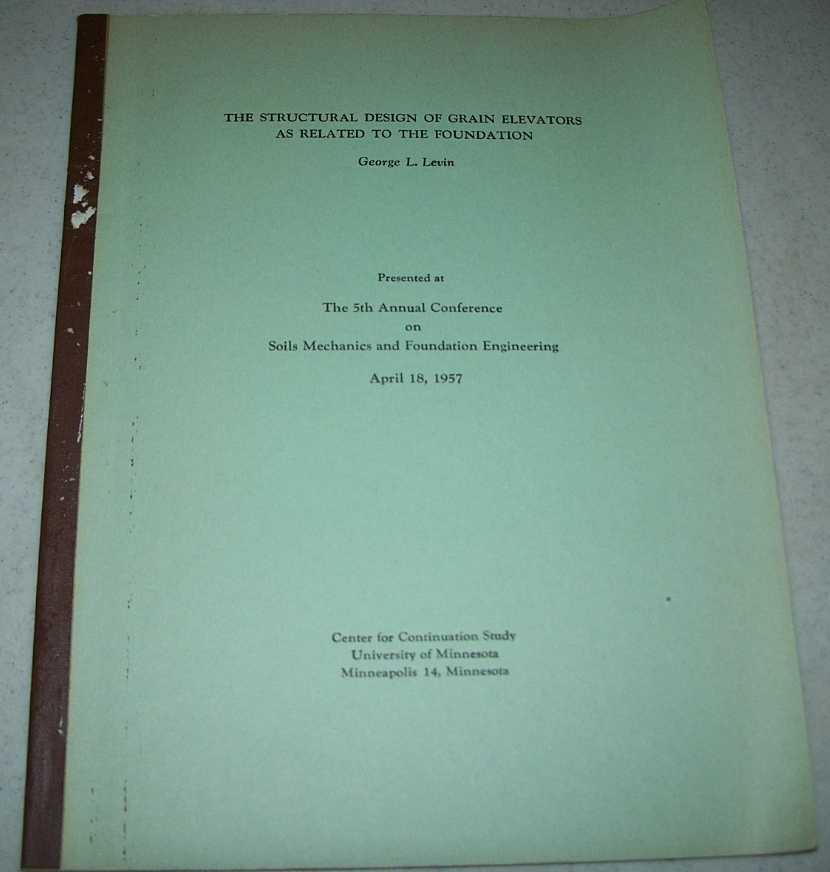 THE STRUCTURAL DESIGN OF GRAIN ELEVATORS
AS RELATED TO THE FOUNDATION
George L. Levin
Presented at
The 5th Annual Conference
on
Soils Mechanics and Foundation Engineering
April 18, 1957
Center for Continuation Study
University of Minnesota
Minneapolis 14, Minnesota